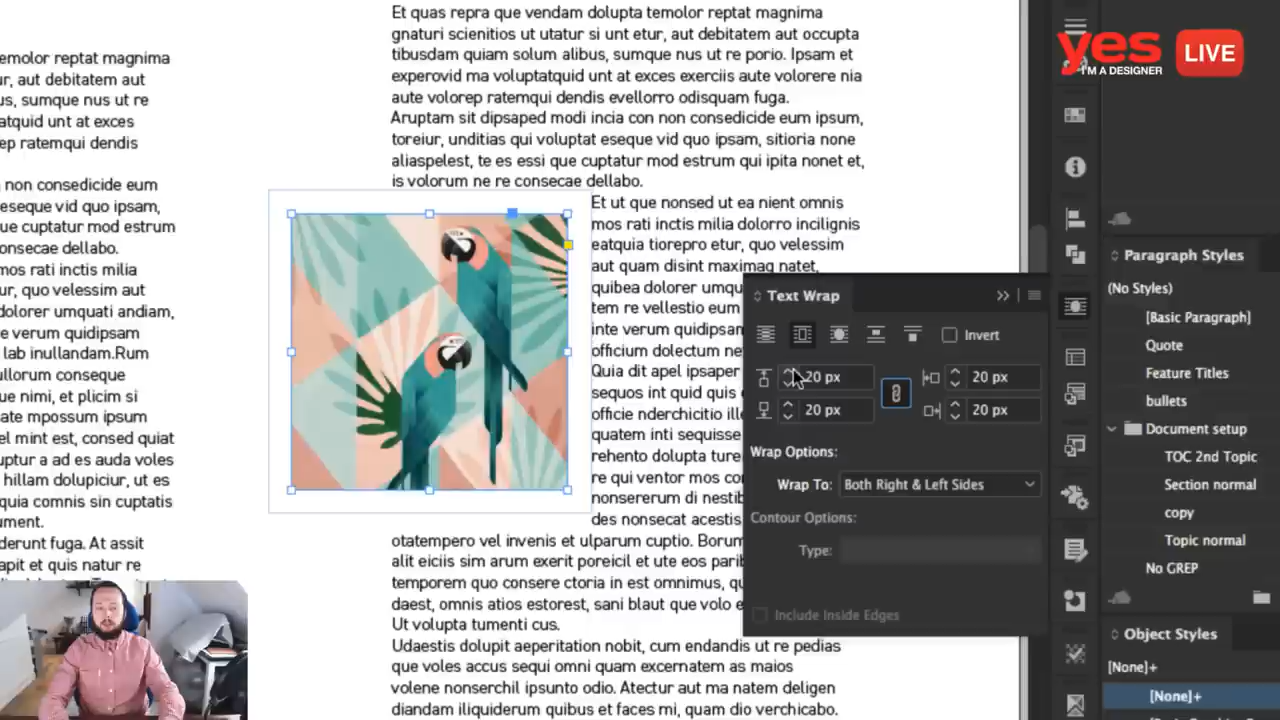 emolor reptat magnima
ur, aut debitatem aut
us, sumque nus ut re
atquid unt at exces
rep ratemqui dendis
non consedicide eum
eseque vid quo ipsam,
ue cuptatur mod estrum
onsecae dellabo.
mos rati inctis milia
ur, quo velessim
dolorer umquati andiam,
e verum quidipsam
lab inullandam.Rum
ullorum conseque
eatur, et plicim si
ate mpossum ipsum
el mint est, consed quiat
uptur a ad es auda voles
hillam dolupiciur, ut es
quia comnis sin cuptatis
ument.
derunt fuga. At assit
apit et quis natur re
Et quas repra que vendam dolupta temolor reptat magnima
gnaturi scienitios ut utatur si unt etur, aut debitatem aut occupta
tibusdam quiam solum alibus, sumque nus ut re porio. Ipsam et
experovid ma voluptatquid unt at exces exerciis aute volorere nia
aute volorep ratemqui dendis evellorro odisquam fuga.
Aruptam sit dipsaped modi incia con non consedicide eum ipsum,
toreiur, unditias qui voluptat eseque vid quo ipsam, sitioria none
aliaspelest, te es essi que cuptatur mod estrum qui ipita nonet et,
is volorum ne re consecae dellabo.
Et ut que nonsed ut ea nient omnis
mos rati inctis milia dolorro incilignis
eatquia tiorepro etur, quo velessim
aut quam disint maximag natet,
quibea dolorer umqu
tem re vellestio eum
inte verum quidipsan
officium dolectum ne
Quia dit apel ipsaper
sequos int quid quis
officie nderchicitio ille
quatem inti sequisse
rehento dolupta ture
re qui ventor mos cor
nonsererum di nestib
des nonsecat acestis
otatempero vel invenis et ulparum cuptio. Borum
alit eiciis sim arum exerit poreicil et ute eos parib
temporem quo consere ctoria in est omnimus, qu
daest, omnis atios estorest, sani blaut que volo e
Ut volupta tumenti cus.
Udaestis dolupit aeperitation nobit, cum endandis ut re pedias
que voles accus sequi omni quam excernatem as maios
volene nonserchil ipsunto odio. Atectur aut ma natem deligen
diandam iliquiderum quibus et faces mi, quam dio verchicabo.
Text Wrap
Invert
20 px
20 px
20 px
20 px
Wrap Options:
Wrap To:
Both Right & Left Sides
Contour Options:
Type:
Include Inside Edges
yes
I'M A DESIGNER
LIVE
Paragraph Styles
(No Styles)
[Basic Paragraph]
Quote
Feature Titles
bullets
Document setup
TOC 2nd Topic
Section normal
copy
Topic normal
No GREP
Object Styles
[None]+
[None]+